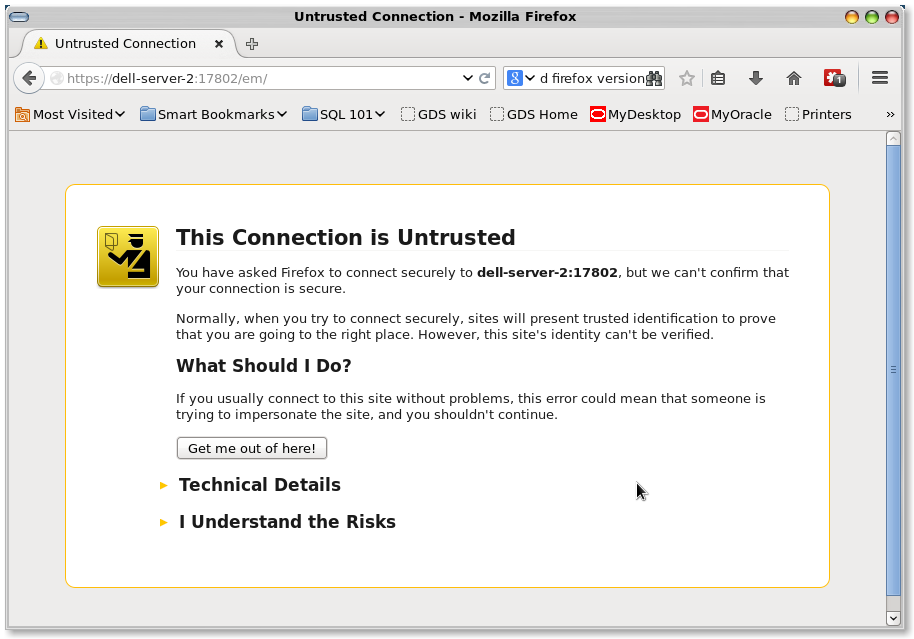 Untrusted Connection - Mozilla Firefox
Untrusted Connection
https://dell-server-2:17802/em/ 8 d firefox version 1
Most Visited Smart Bookmarks SQL 101 GDS wiki GDS Home MyDesktop MyOracle Printers »
This Connection is Untrusted
You have asked Firefox to connect securely to dell-server-2:17802, but we can't confirm that
your connection is secure.
Normally, when you try to connect securely, sites will present trusted identification to prove
that you are going to the right place. However, this site's identity can't be verified.
What Should I Do?
If you usually connect to this site without problems, this error could mean that someone is
trying to impersonate the site, and you shouldn't continue.
Get me out of here!
Technical Details
I Understand the Risks